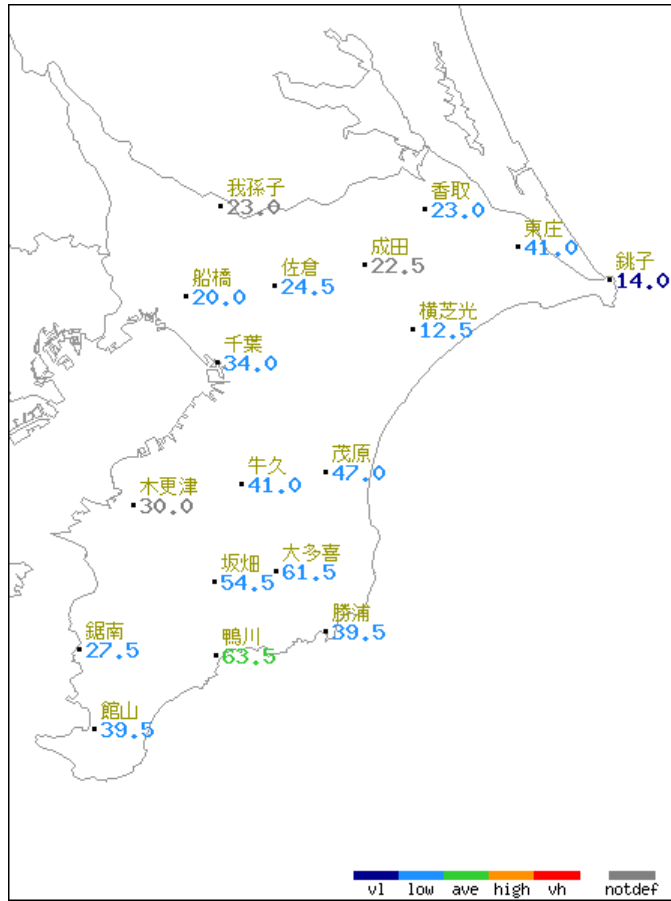 我孫子
23.0
香取
23.0
東庄
41.0
成田
22.5
銚子
14.0
船橋
20.0
佐倉
24.5
横芝光
12.5
千葉
34.0
茂原
47.0
牛久
41.0
木更津
30.0
大多喜
61.5
坂畑
54.5
勝浦
39.5
鋸南
27.5
鴨川
63.5
館山
39.5
vl low ave high vh notdef